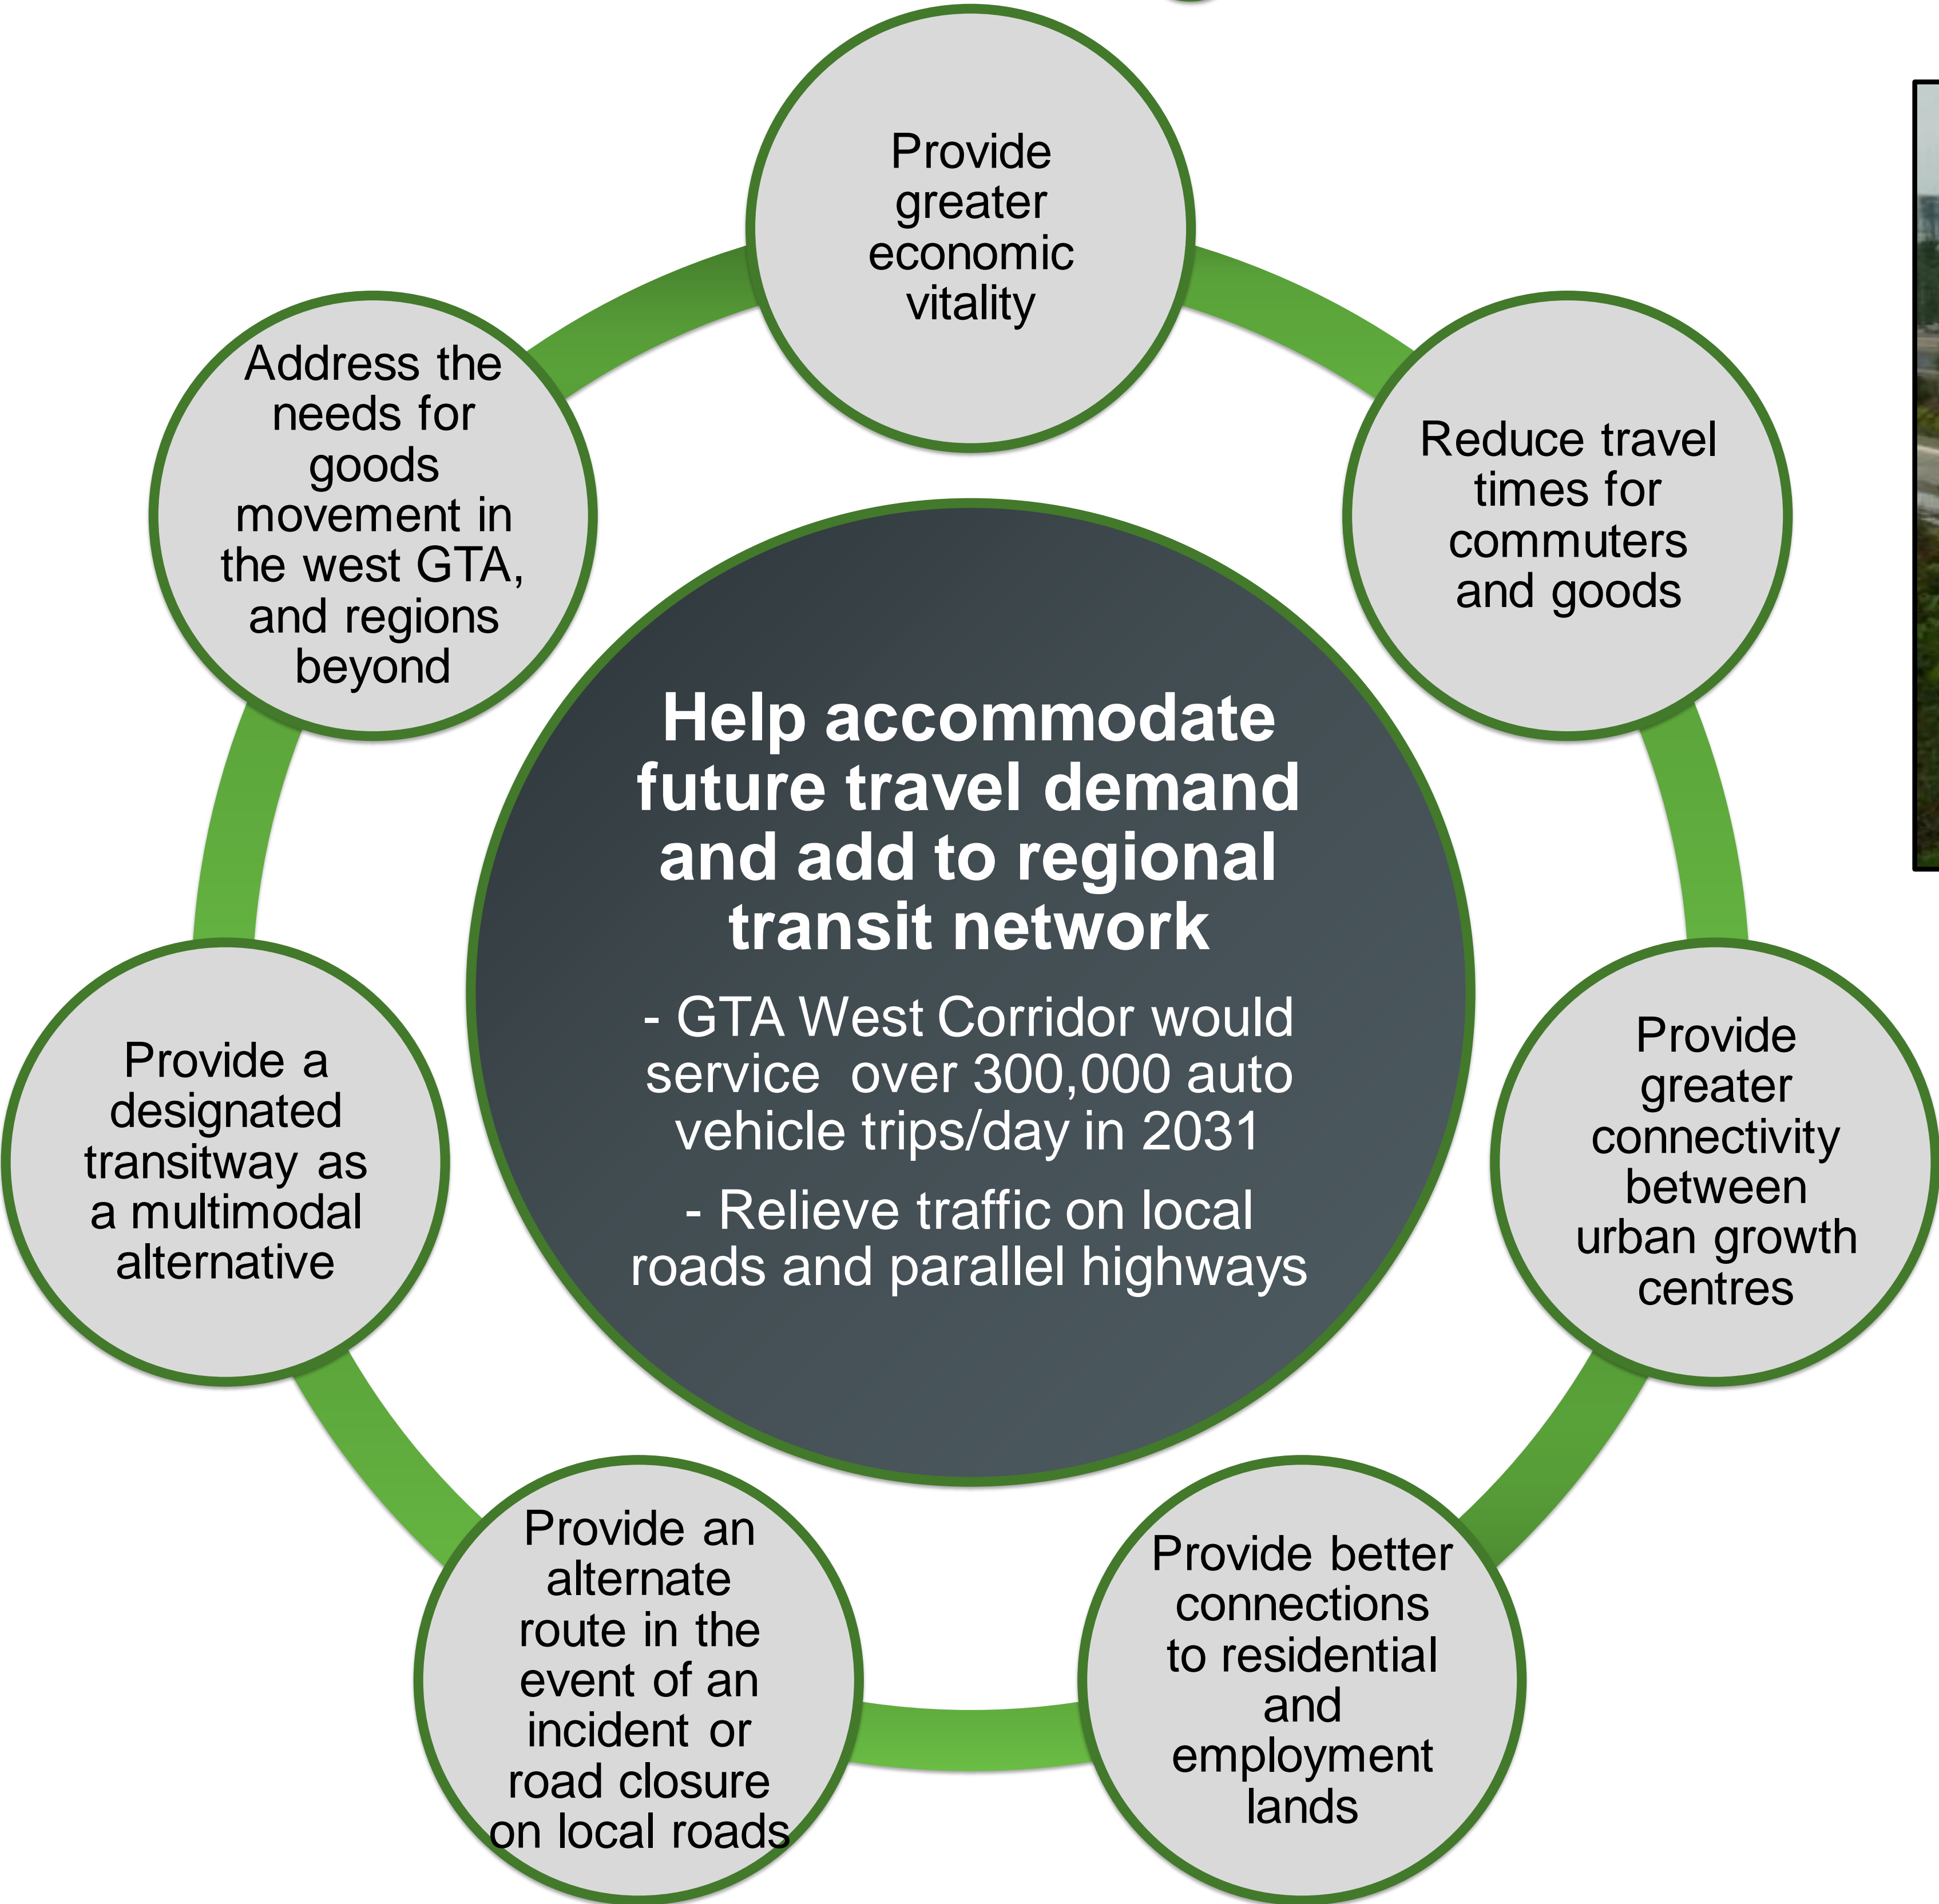 Provide
greater
economic
vitality
Reduce travel
times for
commuters
and goods
Provide
greater
connectivity
between
urban growth
centres
Provide better
connections
to residential
and
employment
lands
Provide an
alternate
route in the
event of an
incident or
road closure
on local roads
Provide a
designated
transitway as
a multimodal
alternative
Address the
needs for
goods
movement in
the west GTA,
and regions
beyond
Help accommodate
future travel demand
and add to regional
transit network
- GTA West Corridor would
service over 300,000 auto
vehicle trips/day in 2031
- Relieve traffic on local
roads and parallel highways